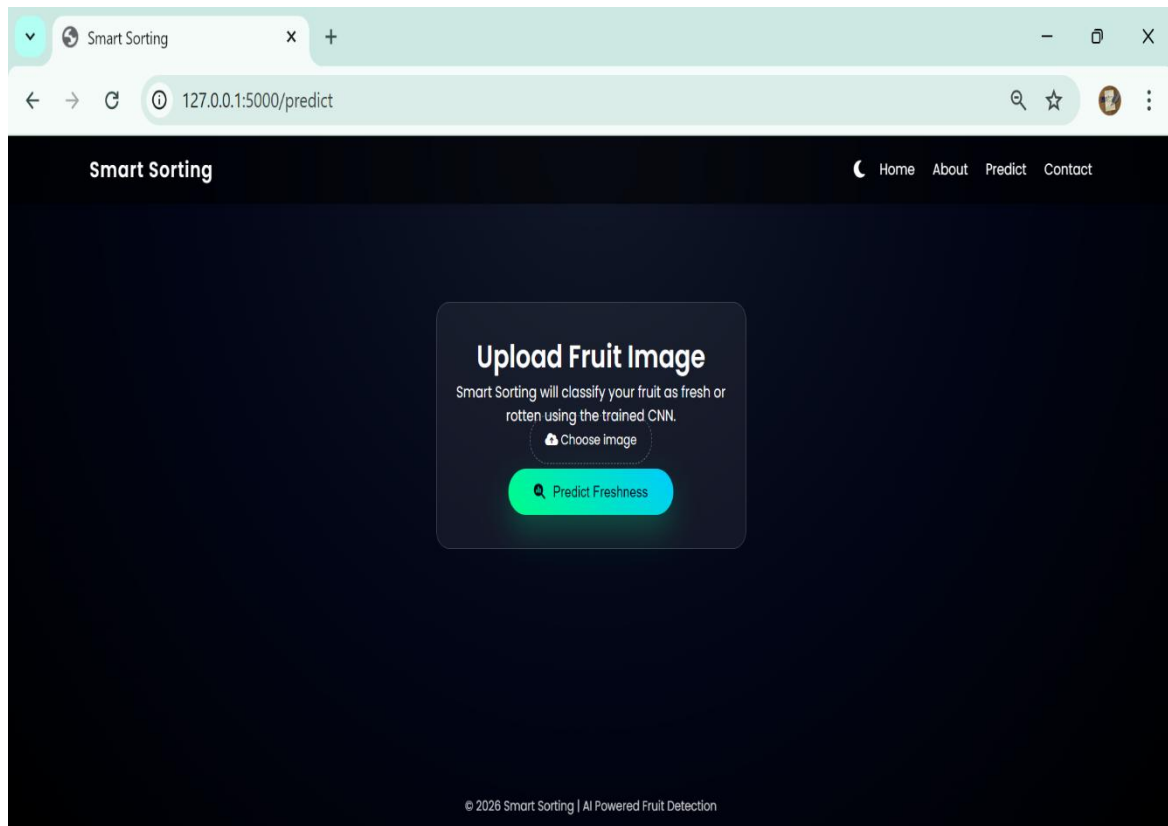 Smart Sorting
127.0.0.1:5000/predict
Smart Sorting
Home About Predict Contact
Upload Fruit Image
Smart Sorting will classify your fruit as fresh or
rotten using the trained CNN.
Choose image
Predict Freshness
© 2026 Smart Sorting | AI Powered Fruit Detection